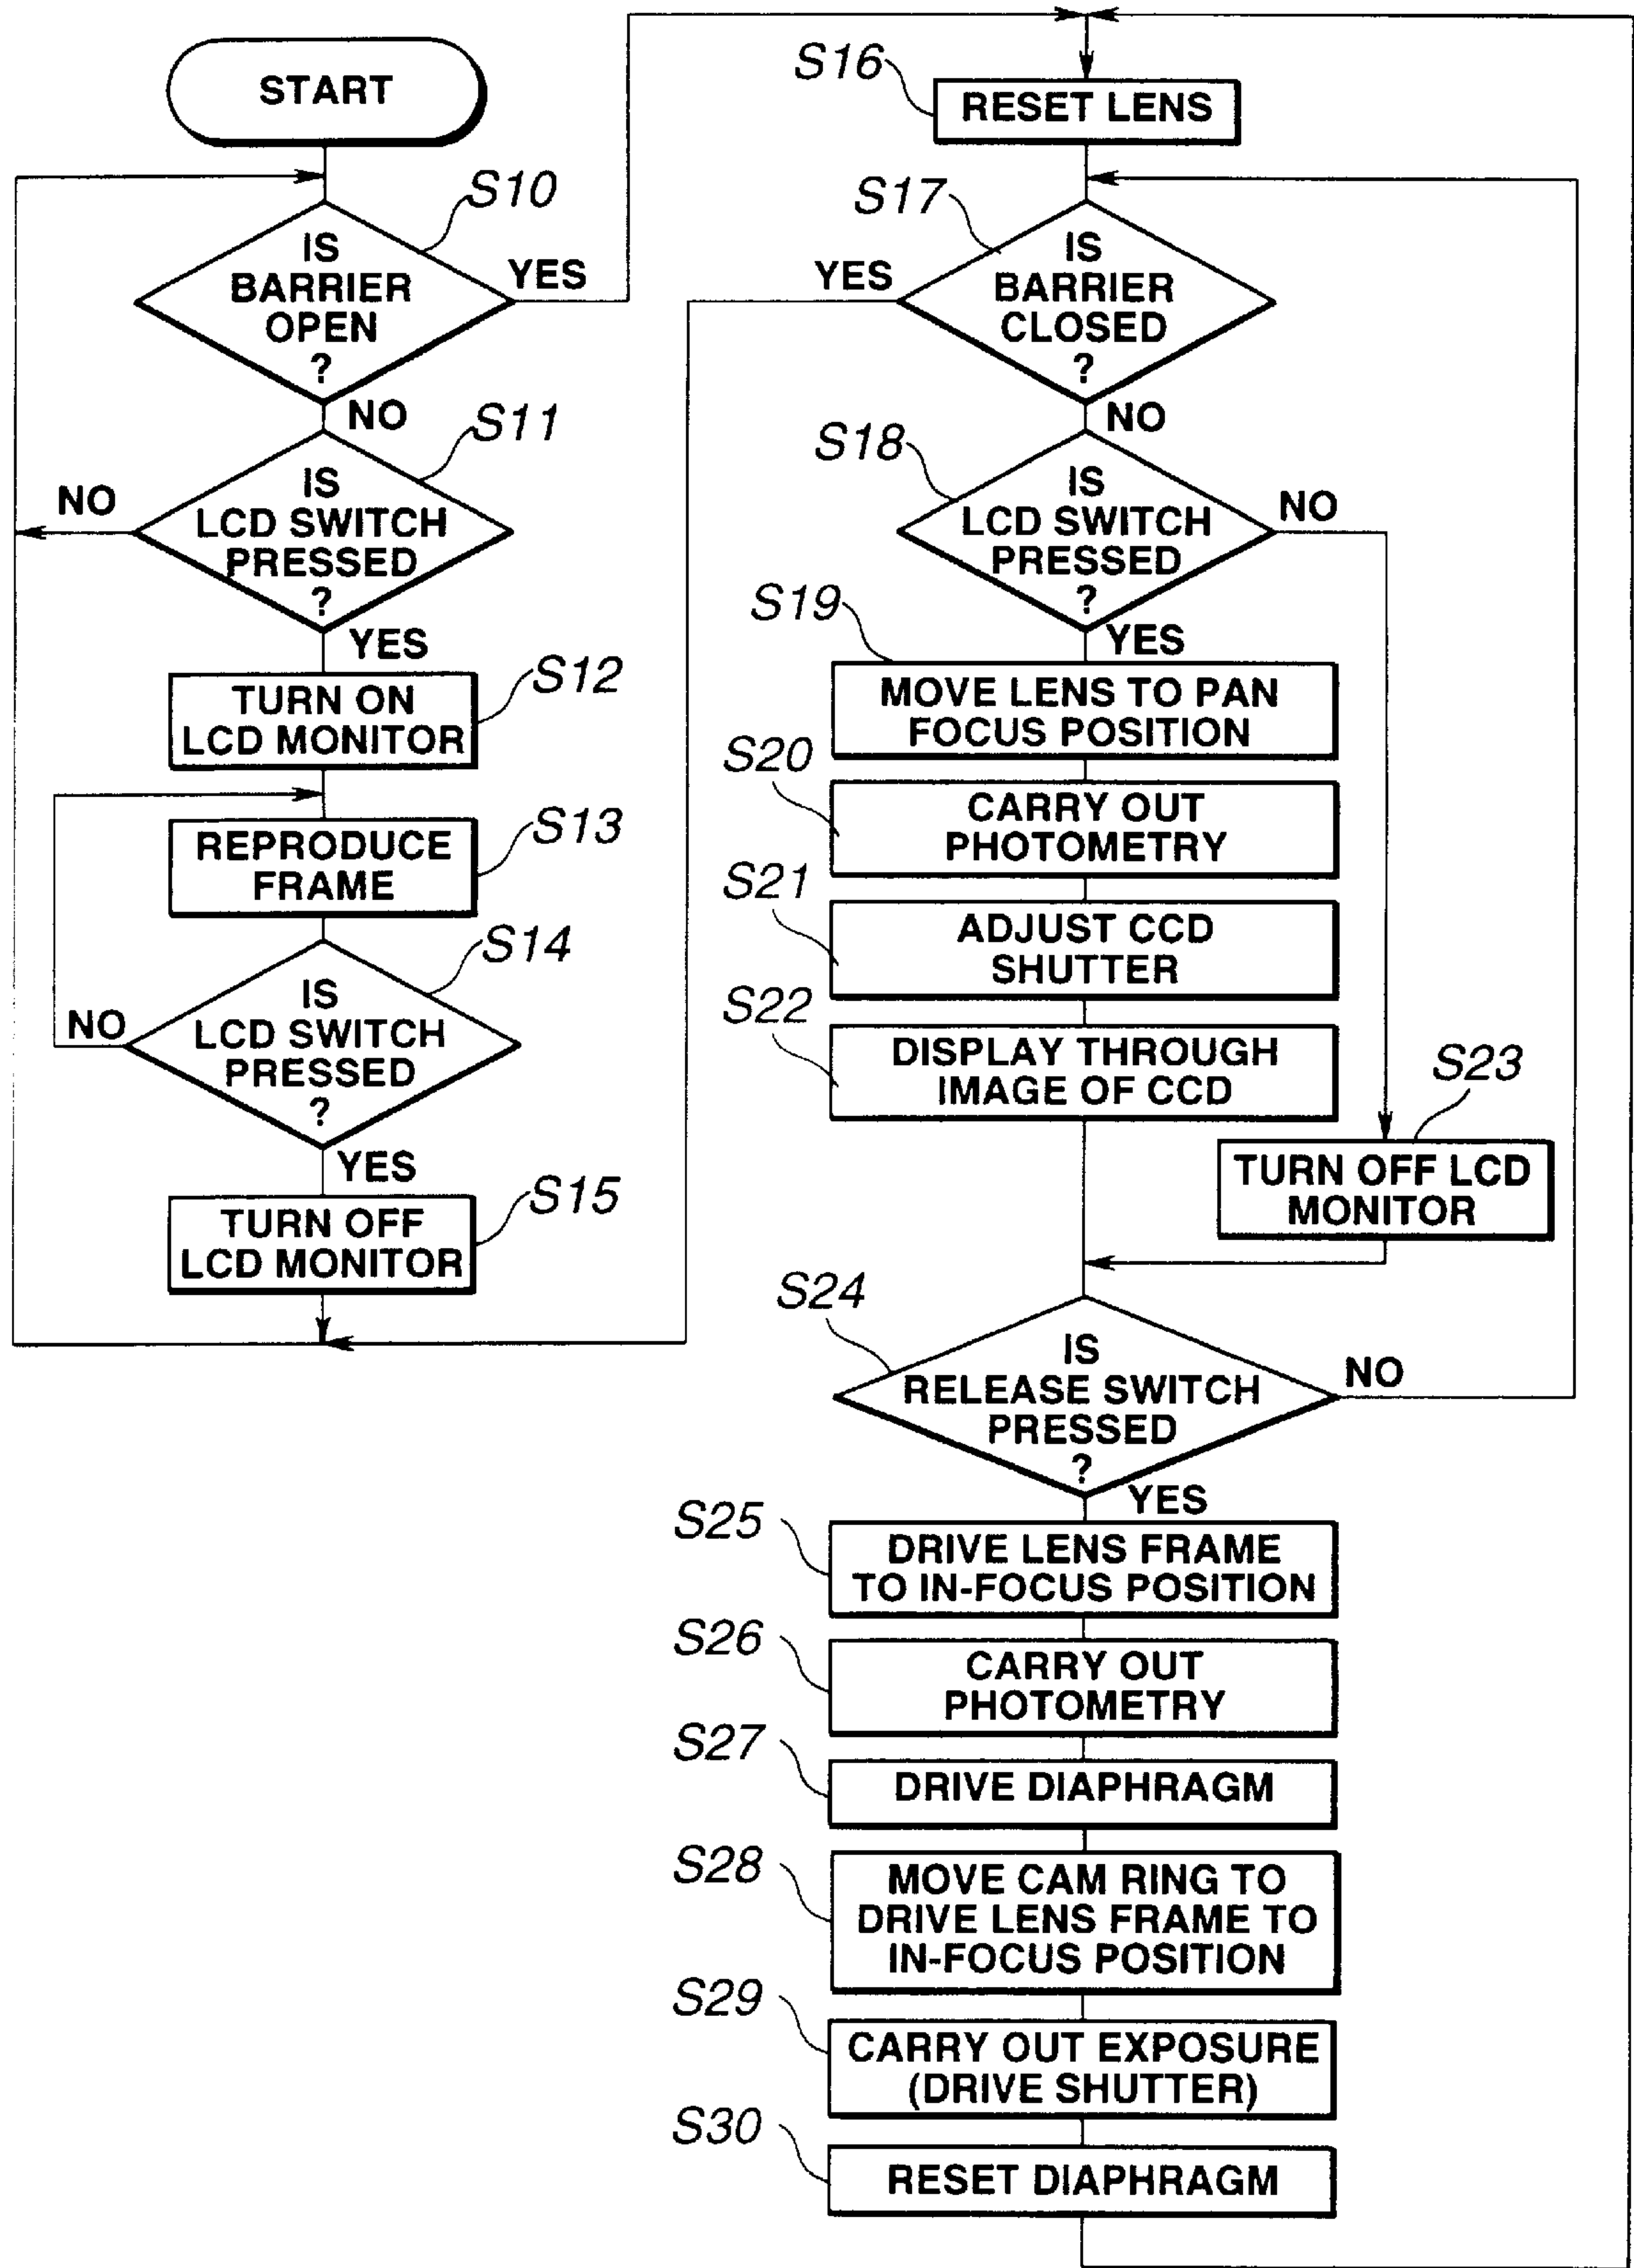 START
S10
IS
BARRIER
OPEN
?
YES
NO
S11
IS
LCD SWITCH
PRESSED
?
NO
YES
S12
TURN ON
LCD MONITOR
S13
REPRODUCE
FRAME
S14
IS
LCD SWITCH
PRESSED
?
NO
YES
S15
TURN OFF
LCD MONITOR
S16
RESET LENS
S17
IS
BARRIER
CLOSED
?
YES
NO
S18
IS
LCD SWITCH
PRESSED
?
NO
YES
S19
MOVE LENS TO PAN
FOCUS POSITION
S20
CARRY OUT
PHOTOMETRY
S21
ADJUST CCD
SHUTTER
S22
DISPLAY THROUGH
IMAGE OF CCD
S23
TURN OFF LCD
MONITOR
S24
IS
RELEASE SWITCH
PRESSED
?
NO
YES
S25
DRIVE LENS FRAME
TO IN-FOCUS POSITION
S26
CARRY OUT
PHOTOMETRY
S27
DRIVE DIAPHRAGM
S28
MOVE CAM RING TO
DRIVE LENS FRAME TO
IN-FOCUS POSITION
S29
CARRY OUT EXPOSURE
(DRIVE SHUTTER)
S30
RESET DIAPHRAGM